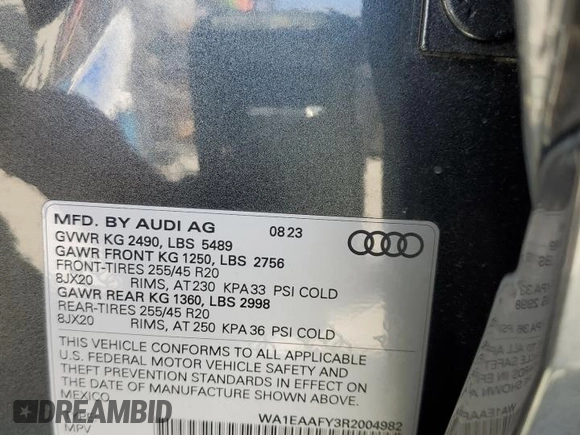 MFD. BY AUDI AG 08 23
GVWR KG 2490, LBS 5489
GAWR FRONT KG 1250, LBS 2756
FRONT-TIRES 255/45 R20
8JX20 RIMS, AT 230 KPA 33 PSI COLD
GAWR REAR KG 1360, LBS 2998
REAR-TIRES 255/45 R20
8JX20 RIMS, AT 250 KPA 36 PSI COLD
THIS VEHICLE CONFORMS TO ALL APPLICABLE
U.S. FEDERAL MOTOR VEHICLE SAFETY AND
THEFT PREVENTION STANDARDS IN EFFECT ON
THE DATE OF MANUFACTURE SHOWN ABOVE.
MEXICO
WA1EAAFY3R2004982
MPV
DREAMBID
.COM